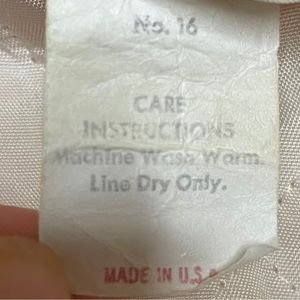 No. 16
CARE
INSTRUCTIONS
Machine Wash Warm.
Line Dry Only.
MADE IN U.S.A